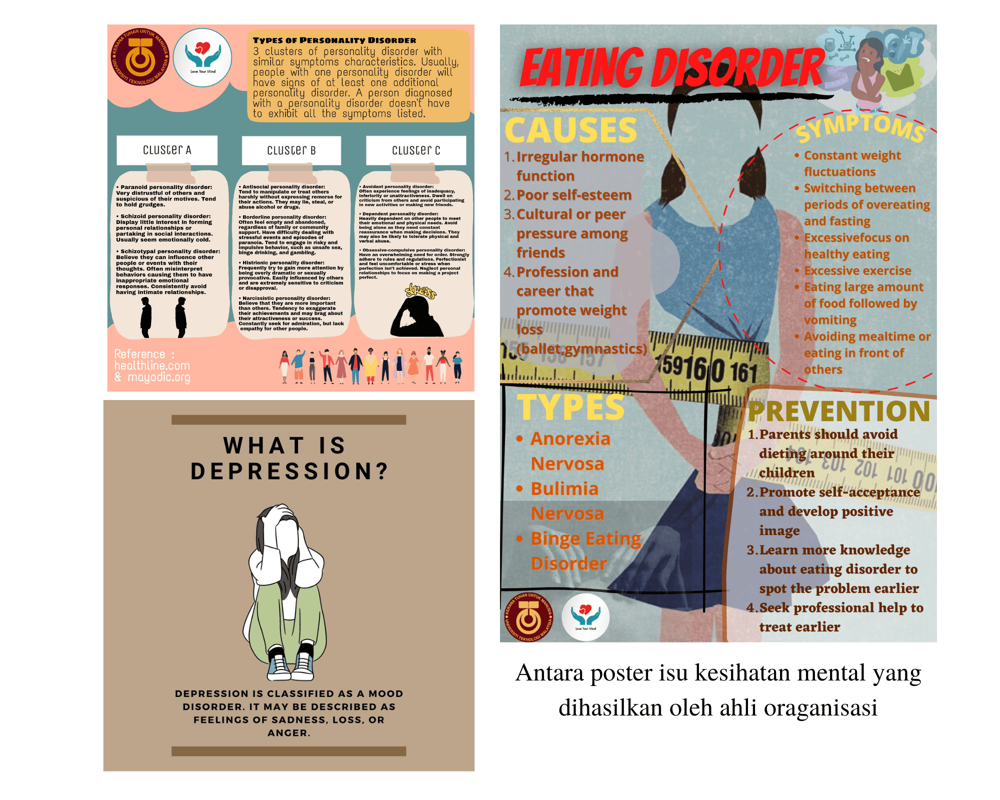 KERANA TUHAN UNTUK MANUSIA
UNIVERSITI TEKNOLOGI MALAYSIA
Love Your Mind
TYPES OF PERSONALITY DISORDER
3 clusters of personality disorder with
similar symptoms characteristics. Usually,
people with one personality disorder will
have signs of at least one additional
personality disorder. A person diagnosed
with a personality disorder doesn't have
to exhibit all the symptoms listed.
CLUSTER A
• Paranoid personality disorder:
Very distrustful of others and
suspicious of their motives. Tend
to hold grudges.
• Schizoid personality disorder:
Display little interest in forming
personal relationships or
partaking in social interactions.
Usually seem emotionally cold.
• Schizotypal personality disorder:
Believe they can influence other
people or events with their
thoughts. Often misinterpret
behaviors causing them to have
inappropriate emotional
responses. Consistently avoid
having intimate relationships.
CLUSTER B
• Antisocial personality disorder:
Tend to manipulate or treat others
harshly without expressing remorse for
their actions. They may lie, steal, or
abuse alcohol or drugs.
• Borderline personality disorder:
Often feel empty and abandoned,
regardless of family or community
support. Have difficulty dealing with
stressful events and episodes of
paranoia. Tend to engage in risky and
impulsive behavior, such as unsafe sex,
binge drinking, and gambling.
• Histrionic personality disorder:
Frequently try to gain more attention by
being overly dramatic or sexually
provocative. Easily influenced by others
and are extremely sensitive to criticism
or disapproval.
• Narcissistic personality disorder:
Believe that they are more important
than others. Tendency to exaggerate
their achievements and may brag about
their attractiveness or success.
Constantly seek for admiration, but lack
empathy for other people.
CLUSTER C
• Avoidant personality disorder:
Often experience feelings of inadequacy,
inferiority or unattractiveness. Dwell on
criticism from others and avoid participating
in new activities or making new friends.
• Dependent personality disorder:
Heavily dependent on other people to meet
their emotional and physical needs. Avoid
being alone as they need constant
reassurance when making decisions. They
may also be likely to tolerate physical and
verbal abuse.
• Obsessive-compulsive personality disorder:
Have an overwhelming need for order. Strongly
adhere to rules and regulations. Perfectionist
and feel uncomfortable or stress when
perfection isn't achieved. Neglect personal
relationships to focus on making a project
perfect.
STRESS
Reference :
healthline.com
& mayodic.org
WHAT IS
DEPRESSION?
DEPRESSION IS CLASSIFIED AS A MOOD
DISORDER. IT MAY BE DESCRIBED AS
FEELINGS OF SADNESS, LOSS, OR
ANGER.
EATING DISORDER
CAUSES
1. Irregular hormone
function
2. Poor self-esteem
3. Cultural or peer
pressure among
friends
4. Profession and
career that
promote weight
loss
(ballet,gymnastics)
SYMPTOMS
• Constant weight
fluctuations
• Switching between
periods of overeating
and fasting
• Excessivefocus on
healthy eating
• Excessive exercise
• Eating large amount
of food followed by
vomiting
• Avoiding mealtime or
eating in front of
others
156 157 159 160 161
TYPES
• Anorexia
Nervosa
• Bulimia
Nervosa
• Binge Eating
Disorder
PREVENTION
1. Parents should avoid
dieting around their
children
2. Promote self-acceptance
and develop positive
image
3. Learn more knowledge
about eating disorder to
spot the problem earlier
4. Seek professional help to
treat earlier
104 103 102 101 100
KERANA TUHAN UNTUK MANUSIA
UNIVERSITI TEKNOLOGI MALAYSIA
Love Your Mind
Antara poster isu kesihatan mental yang
dihasilkan oleh ahli oraganisasi